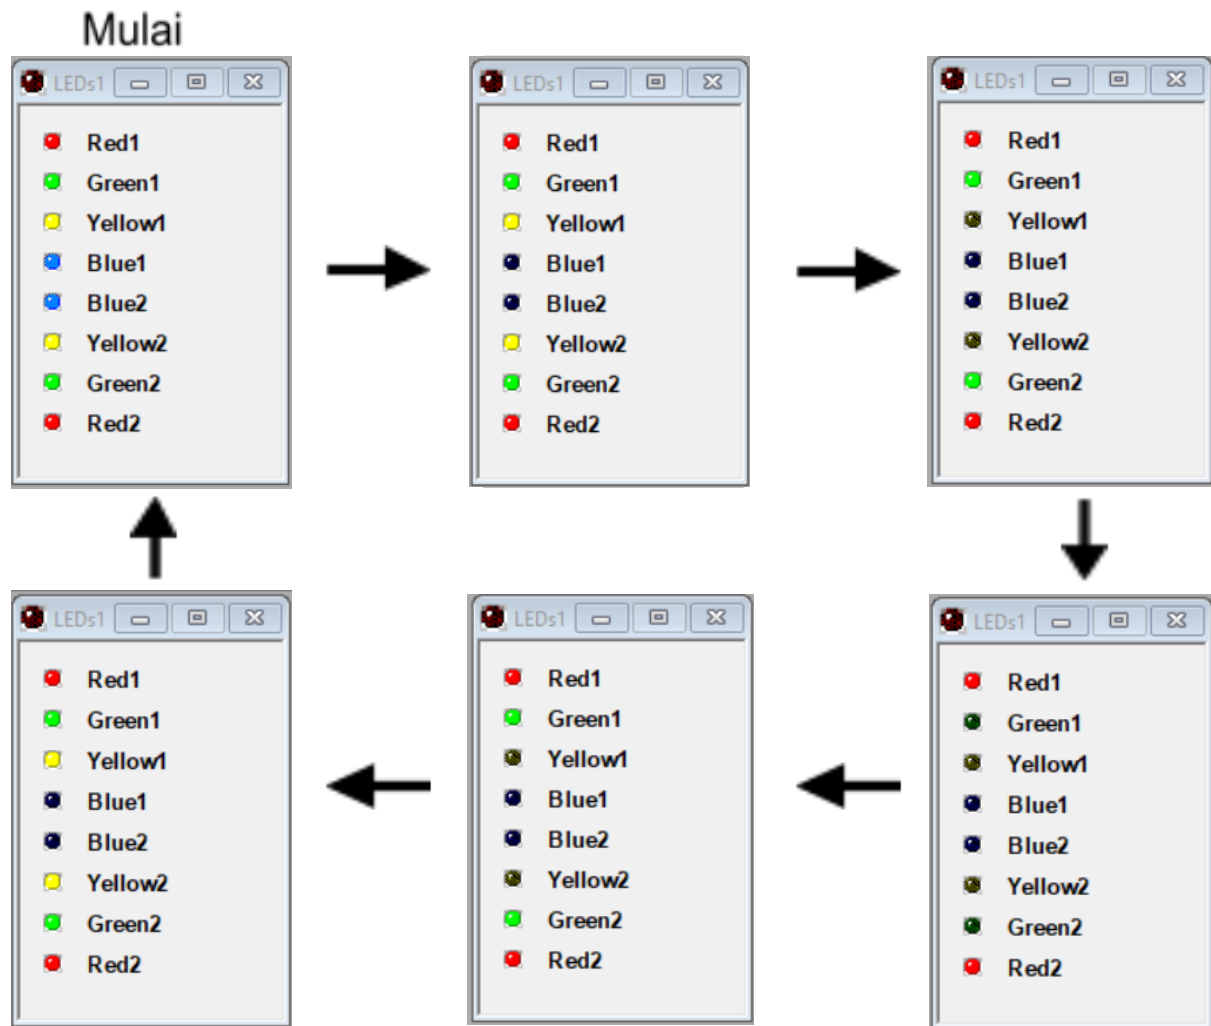 Mulai
LEDs1
Red1
Green1
Yellow1
Blue1
Blue2
Yellow2
Green2
Red2
LEDs1
Red1
Green1
Yellow1
Blue1
Blue2
Yellow2
Green2
Red2
LEDs1
Red1
Green1
Yellow1
Blue1
Blue2
Yellow2
Green2
Red2
LEDs1
Red1
Green1
Yellow1
Blue1
Blue2
Yellow2
Green2
Red2
LEDs1
Red1
Green1
Yellow1
Blue1
Blue2
Yellow2
Green2
Red2
LEDs1
Red1
Green1
Yellow1
Blue1
Blue2
Yellow2
Green2
Red2